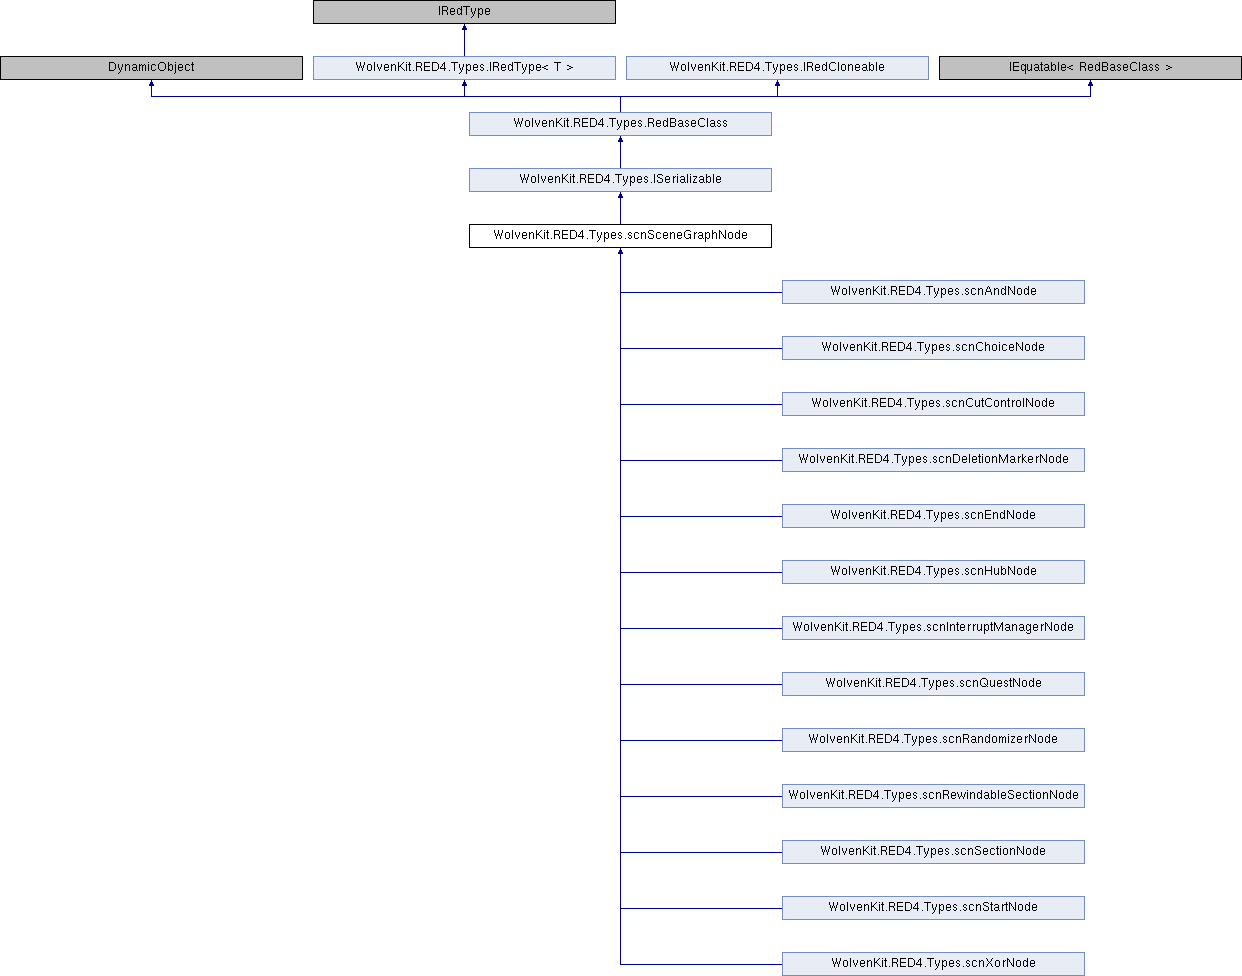 IRedType
DynamicObject
WolvenKit.RED4.Types.IRedType< T >
WolvenKit.RED4.Types.IRedCloneable
IEquatable< RedBaseClass >
WolvenKit.RED4.Types.RedBaseClass
WolvenKit.RED4.Types.ISerializable
WolvenKit.RED4.Types.scnSceneGraphNode
WolvenKit.RED4.Types.scnAndNode
WolvenKit.RED4.Types.scnChoiceNode
WolvenKit.RED4.Types.scnCutControlNode
WolvenKit.RED4.Types.scnDeletionMarkerNode
WolvenKit.RED4.Types.scnEndNode
WolvenKit.RED4.Types.scnHubNode
WolvenKit.RED4.Types.scnInterruptManagerNode
WolvenKit.RED4.Types.scnQuestNode
WolvenKit.RED4.Types.scnRandomizerNode
WolvenKit.RED4.Types.scnRewindableSectionNode
WolvenKit.RED4.Types.scnSectionNode
WolvenKit.RED4.Types.scnStartNode
WolvenKit.RED4.Types.scnXorNode